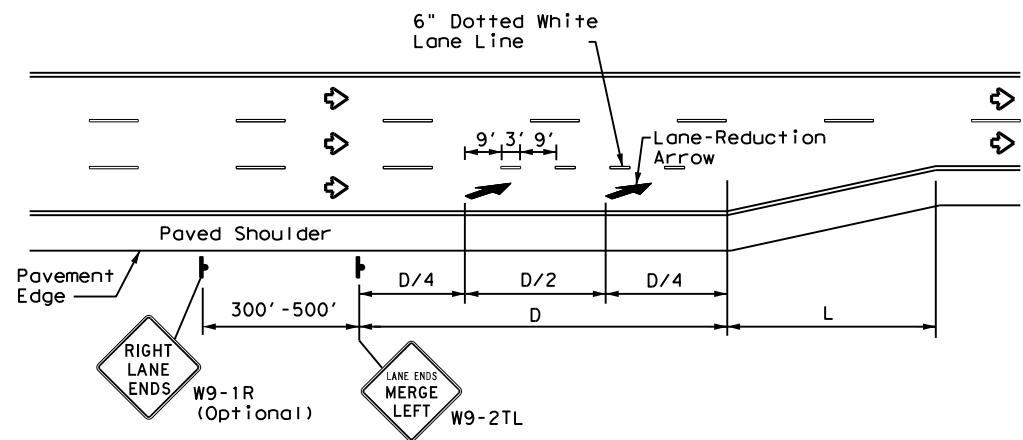 6" Dotted White
Lane Line
9' 3' 9'
Lane-Reduction
Arrow
Paved Shoulder
Pavement
Edge
D/4 D/2 D/4
300'-500' D L
RIGHT
LANE
ENDS
W9-1R
(Optional)
LANE ENDS
MERGE
LEFT
W9-2TL